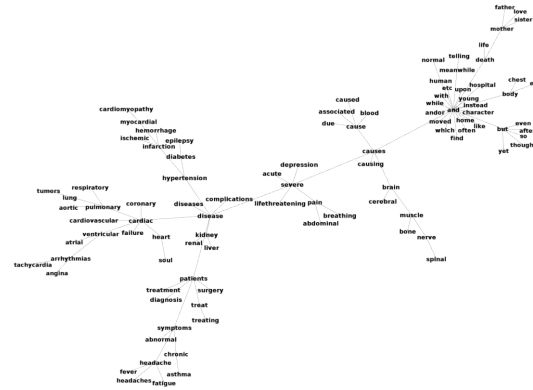 father
love
sister
mother
life
telling
normal
meanwhile
death
human
hospital
etc upon
chest
with
young
body
while
instead
andor and character
moved
home
but
even
which often
like
after
so
find
though
yet
caused
associated
blood
due
cause
causes
causing
cardiomyopathy
myocardial
hemorrhage
ischemic
epilepsy
infarction
diabetes
hypertension
depression
acute
severe
lifethreatening
pain
breathing
abdominal
brain
cerebral
muscle
bone
nerve
spinal
respiratory
tumors
lung
coronary
aortic
pulmonary
diseases
complications
cardiovascular
cardiac
disease
ventricular
failure
heart
kidney
atrial
renal
liver
arrhythmias
soul
tachycardia
angina
patients
treatment
surgery
diagnosis
treat
treating
symptoms
abnormal
chronic
headache
fever
asthma
headaches
fatigue